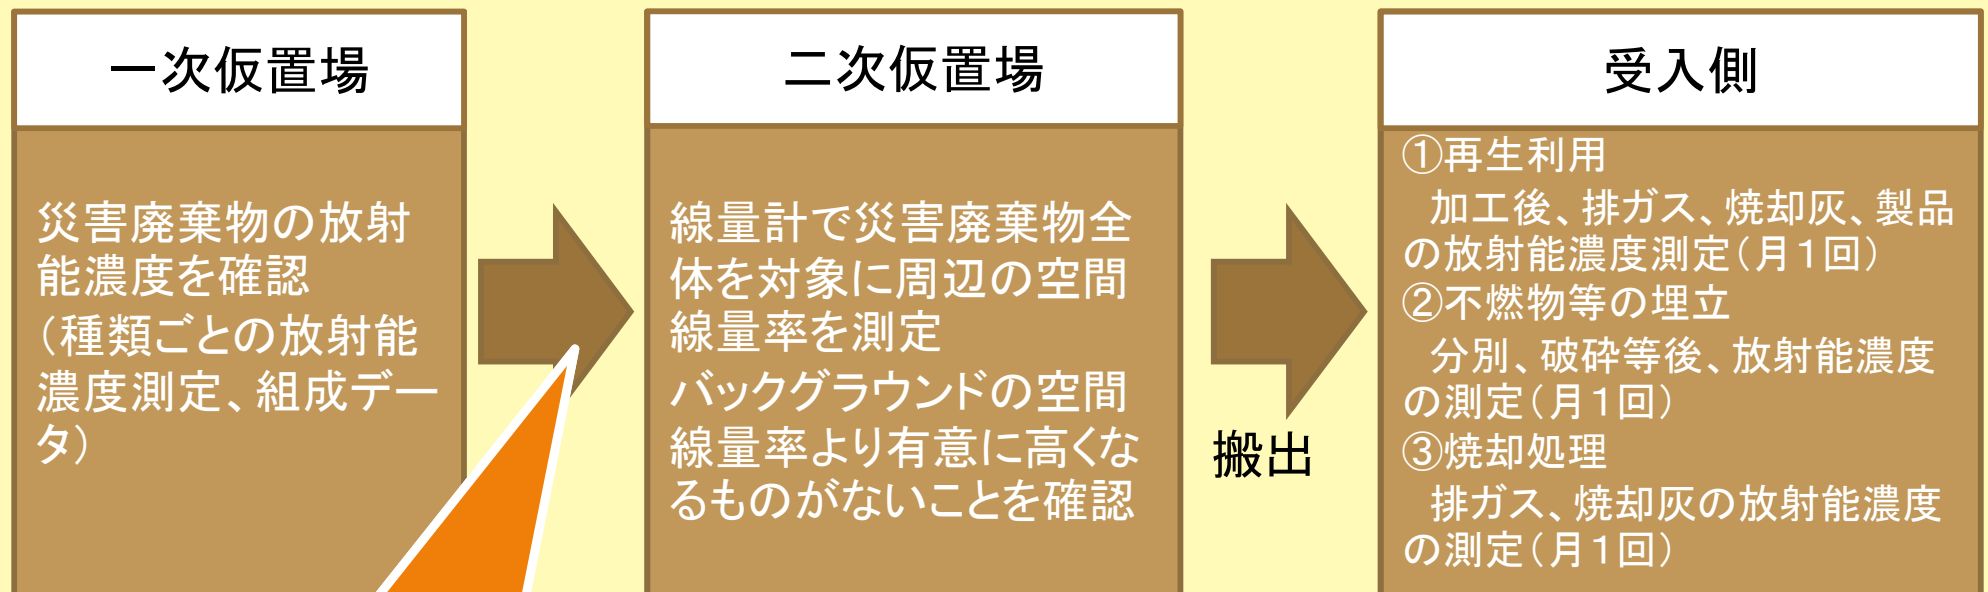 一次仮置場
災害廃棄物の放射
能濃度を確認
（種類ごとの放射能
濃度測定、組成デー
タ）
二次仮置場
線量計で災害廃棄物全
体を対象に周辺の空間
線量率を測定
バックグラウンドの空間
線量率より有意に高くな
るものがないことを確認
搬出
受入側
①再生利用
　加工後、排ガス、焼却灰、製品
の放射能濃度測定（月１回）
②不燃物等の埋立
　分別、破砕等後、放射能濃度
の測定（月１回）
③焼却処理
　排ガス、焼却灰の放射能濃度
の測定（月１回）